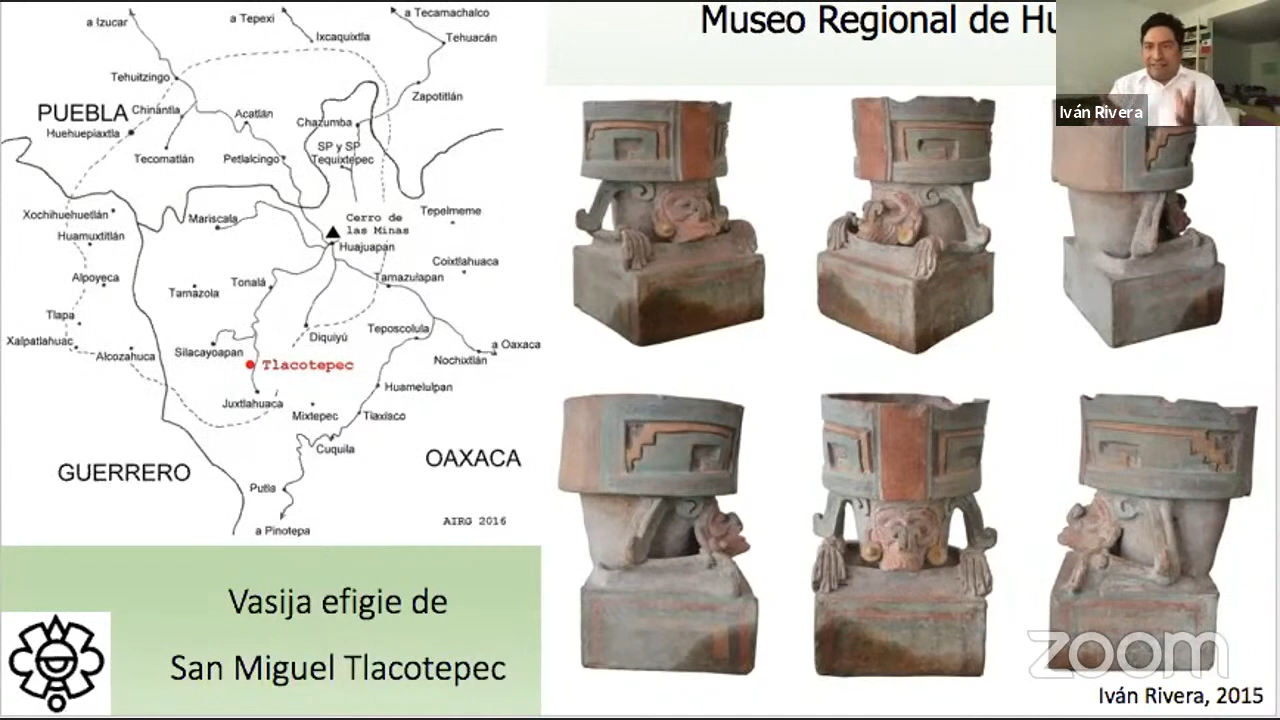 Museo Regional de Hu
Iván Rivera
a Izucar
a Tepexi
a Tecamachalco
Ixcaquixtla
Tehuacán
Tehuitzingo
Zapotitlán
PUEBLA
Chinántla
Acatlán
Chazumba
Huehuepiaxtla
SP y SP
Tequixtepec
Tecomatlán
Petlalcingo
Xochihuehuetlán
Mariscala
Cerro de
las Minas
Tepelmeme
Huamuxtitlán
Huajuapan
Coixtlahuaca
Alpoyeca
Tonalá
Tamazulapan
Tamazola
Tlapa
Teposcolula
Xalpatlahuac
Diquiyú
a Oaxaca
Alcozahuca
Silacayoapan
Nochixtlán
Tlacotepec
Huamelulpan
Juxtlahuaca
Mixtepec
Tlaxisco
Cuquila
GUERRERO
OAXACA
Putla
a Pinotepa
AIRG 2016
Vasija efigie de
San Miguel Tlacotepec
zoom
Iván Rivera, 2015